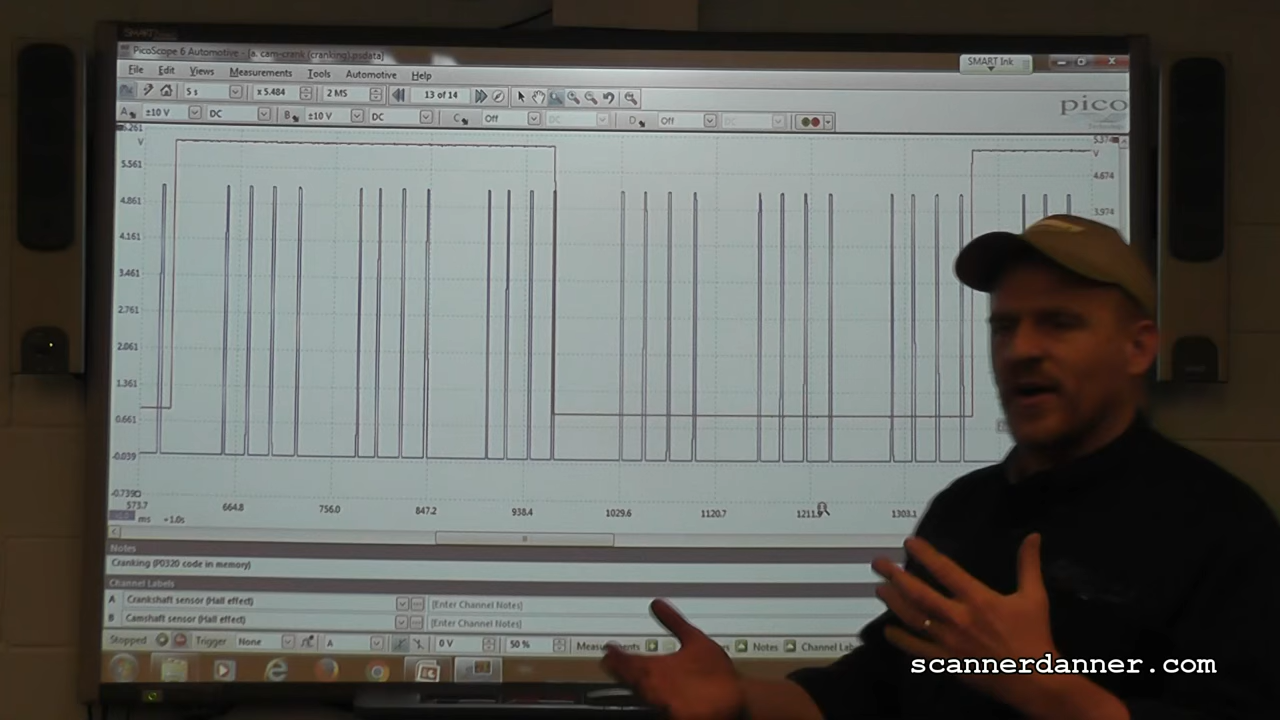 PicoScope 6 Automotive - [a. cam-crank (cranking).psdata]
SMART Ink
File Edit Views Measurements Tools Automotive Help
5 s x 5.484 2 MS 13 of 14
pico
A ±10 V DC B ±10 V DC C Off D Off
V
5.561
4.861
4.161
3.461
2.761
2.061
1.361
0.661
-0.039
5.374
V
4.674
3.974
573.7 664.8 756.0 847.2 938.4 1029.6 1120.7 1303.1
ms +1.0s
Notes
Cranking (P0320 code in memory)
Channel Labels
A Crankshaft sensor (Hall effect) [Enter Channel Notes]
B Camshaft sensor (Hall effect) [Enter Channel Notes]
Stopped Trigger None A 0 V 50 % Measurements Notes Channel
scannerdanner.com